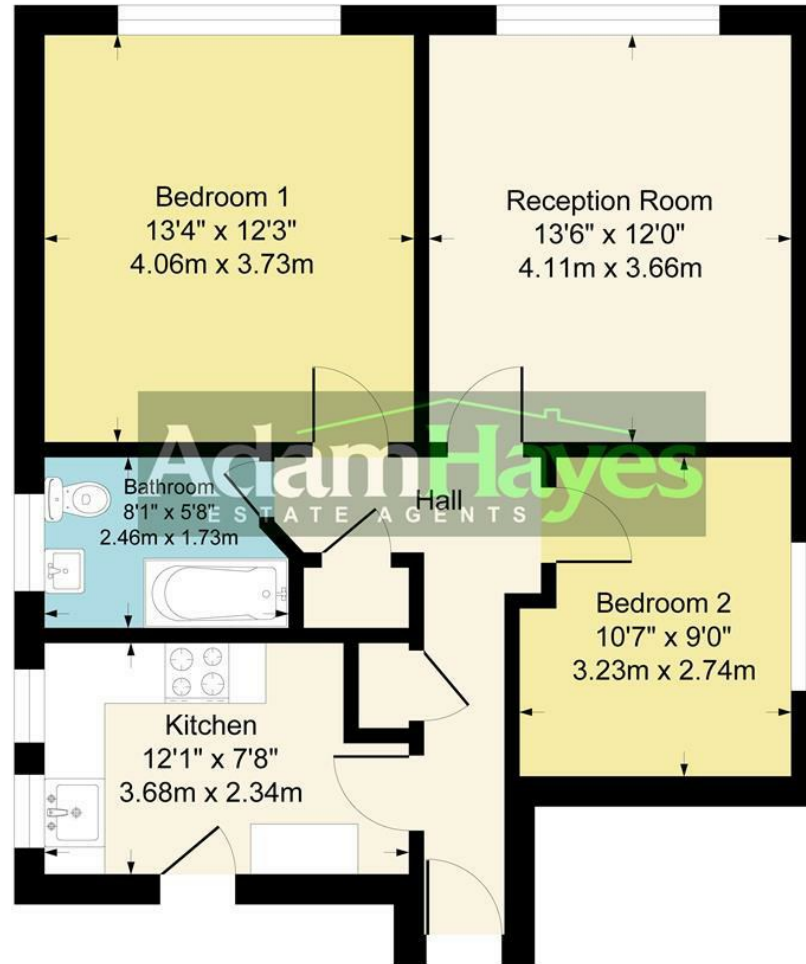 Bedroom 1
13'4" x 12'3"
4.06m x 3.73m
Reception Room
13'6" x 12'0"
4.11m x 3.66m
AdamHayes
ESTATE AGENTS
Bathroom
8'1" x 5'8"
2.46m x 1.73m
Hall
Bedroom 2
10'7" x 9'0"
3.23m x 2.74m
Kitchen
12'1" x 7'8"
3.68m x 2.34m